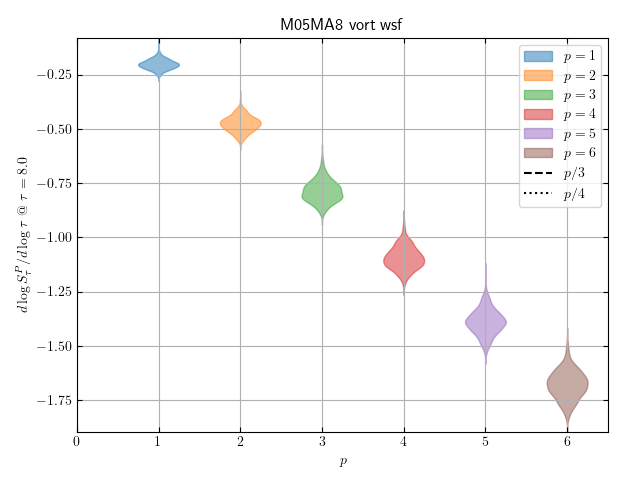 M05MA8 vort wsf
d log S_τ^P / d log τ @ τ = 8.0
−0.25
−0.50
−0.75
−1.00
−1.25
−1.50
−1.75
p = 1
p = 2
p = 3
p = 4
p = 5
p = 6
p/3
p/4
0 1 2 3 4 5 6
p